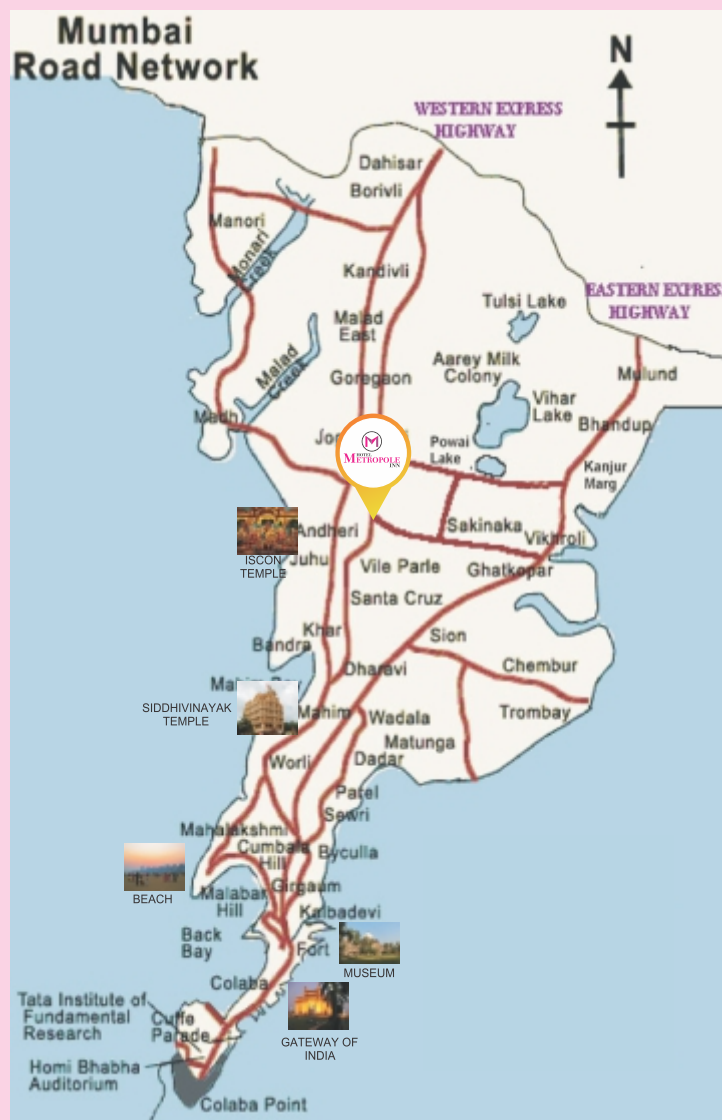 Mumbai
Road Network
N
WESTERN EXPRESS
HIGHWAY
Dahisar
Borivli
Manori
Monari
Creek
Kandivli
EASTERN EXPRES
HIGHWAY
Tulsi Lake
Malad
East
Malad
Creek
Aarey Milk
Colony
Goregaon
Mulund
Vihar
Lake
Madh
Bhandup
Powai
Lake
HOTEL
METROPOLE
INN
Kanjur
Marg
Andheri
Sakinaka
Vikhroli
ISCON
TEMPLE
Juhu
Vile Parle
Ghatkopar
Santa Cruz
Khar
Sion
Bandra
Dharavi
Chembur
SIDDHIVINAYAK
TEMPLE
Mahim
Wadala
Trombay
Matunga
Dadar
Worli
Parel
Sewri
Mahalakshmi
Cumbala
Hill
Byculla
BEACH
Malabar
Hill
Girgaum
Kalbadevi
Back
Bay
Fort
MUSEUM
Colaba
Tata Institute of
Fundamental
Research
Cuffe
Parade
GATEWAY OF
INDIA
Homi Bhabha
Auditorium
Colaba Point